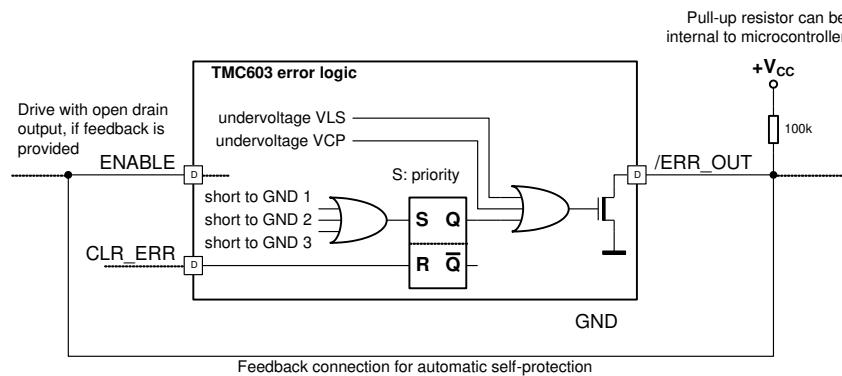 Pull-up resistor can be
internal to microcontroller
+VCC
100k
TMC603 error logic
Drive with open drain
output, if feedback is
provided
undervoltage VLS
undervoltage VCP
ENABLE
D
S: priority
D
/ERR_OUT
short to GND 1
short to GND 2
short to GND 3
S Q
CLR_ERR
D
R Q̅
GND
Feedback connection for automatic self-protection